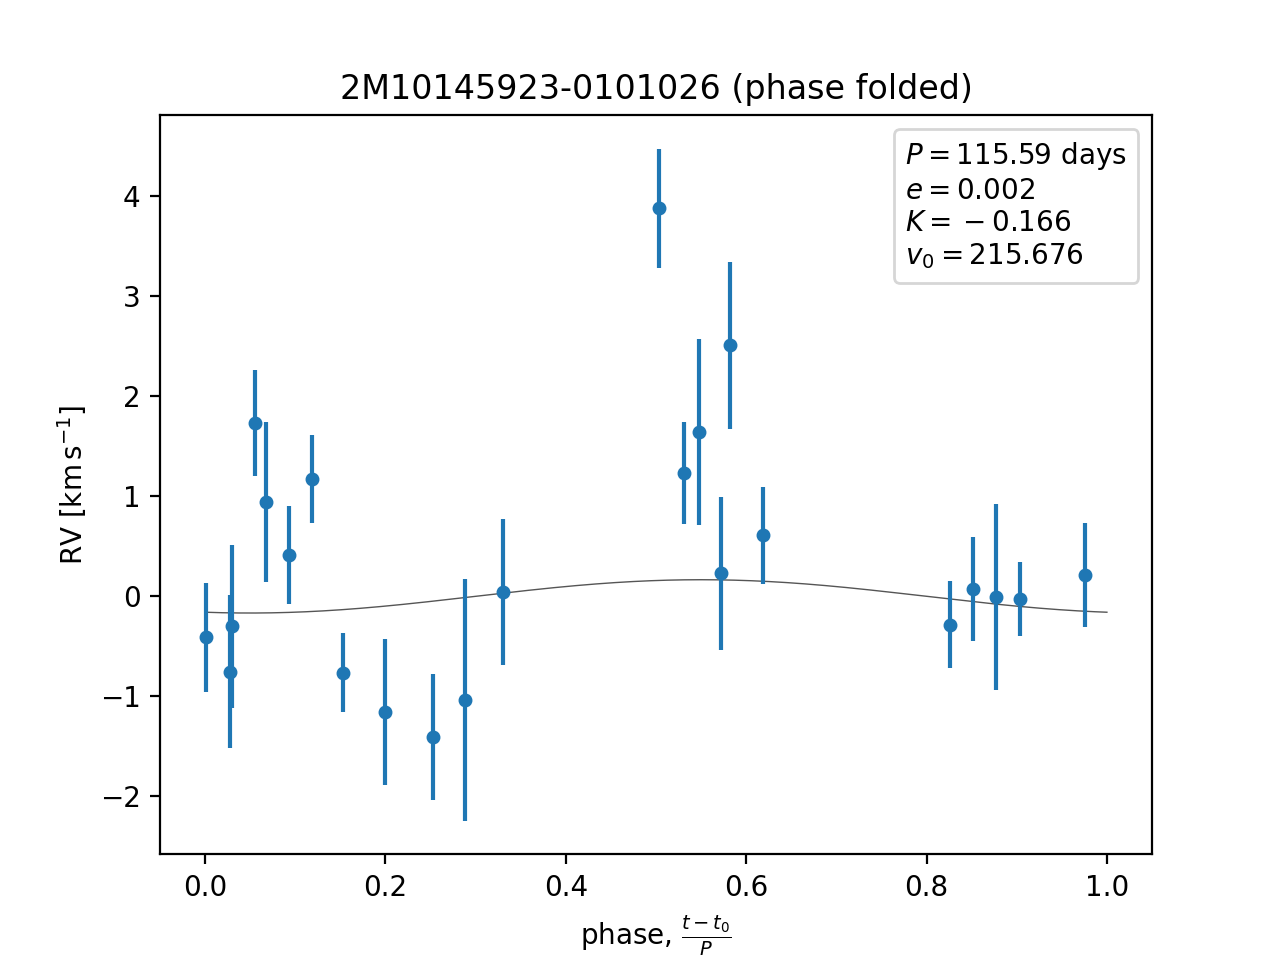 2M10145923-0101026 (phase folded)
P = 115.59 days
e = 0.002
K = −0.166
v₀ = 215.676
RV [km s⁻¹]
4
3
2
1
0
−1
−2
0.0 0.2 0.4 0.6 0.8 1.0
phase, (t − t₀)/P